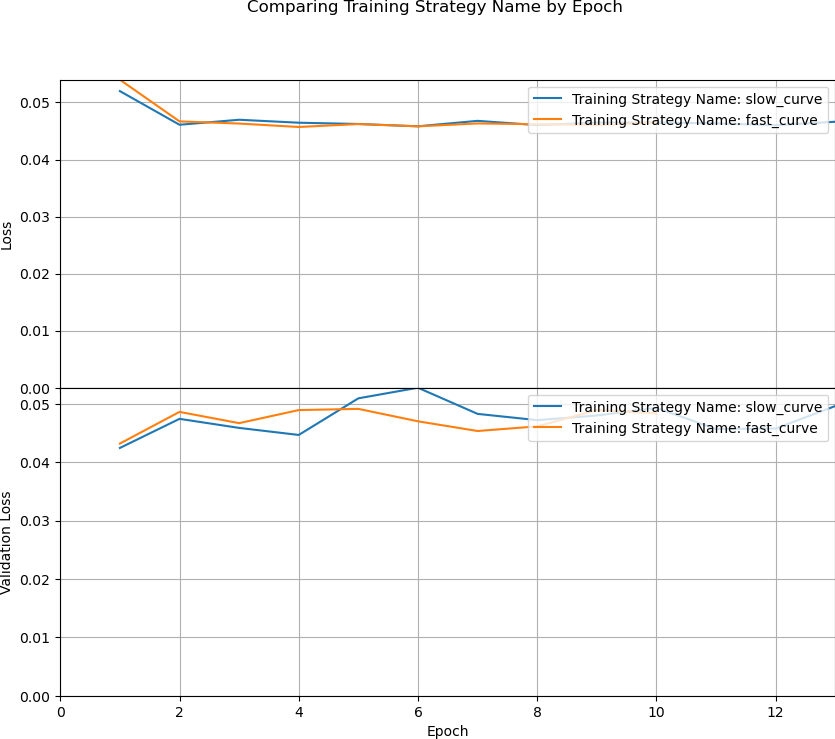 Comparing Training Strategy Name by Epoch
0.05
0.04
0.03
0.02
0.01
0.00
Loss
Training Strategy Name: slow_curve
Training Strategy Name: fast_curve
0.05
0.04
0.03
0.02
0.01
0.00
Validation Loss
Training Strategy Name: slow_curve
Training Strategy Name: fast_curve
0 2 4 6 8 10 12
Epoch